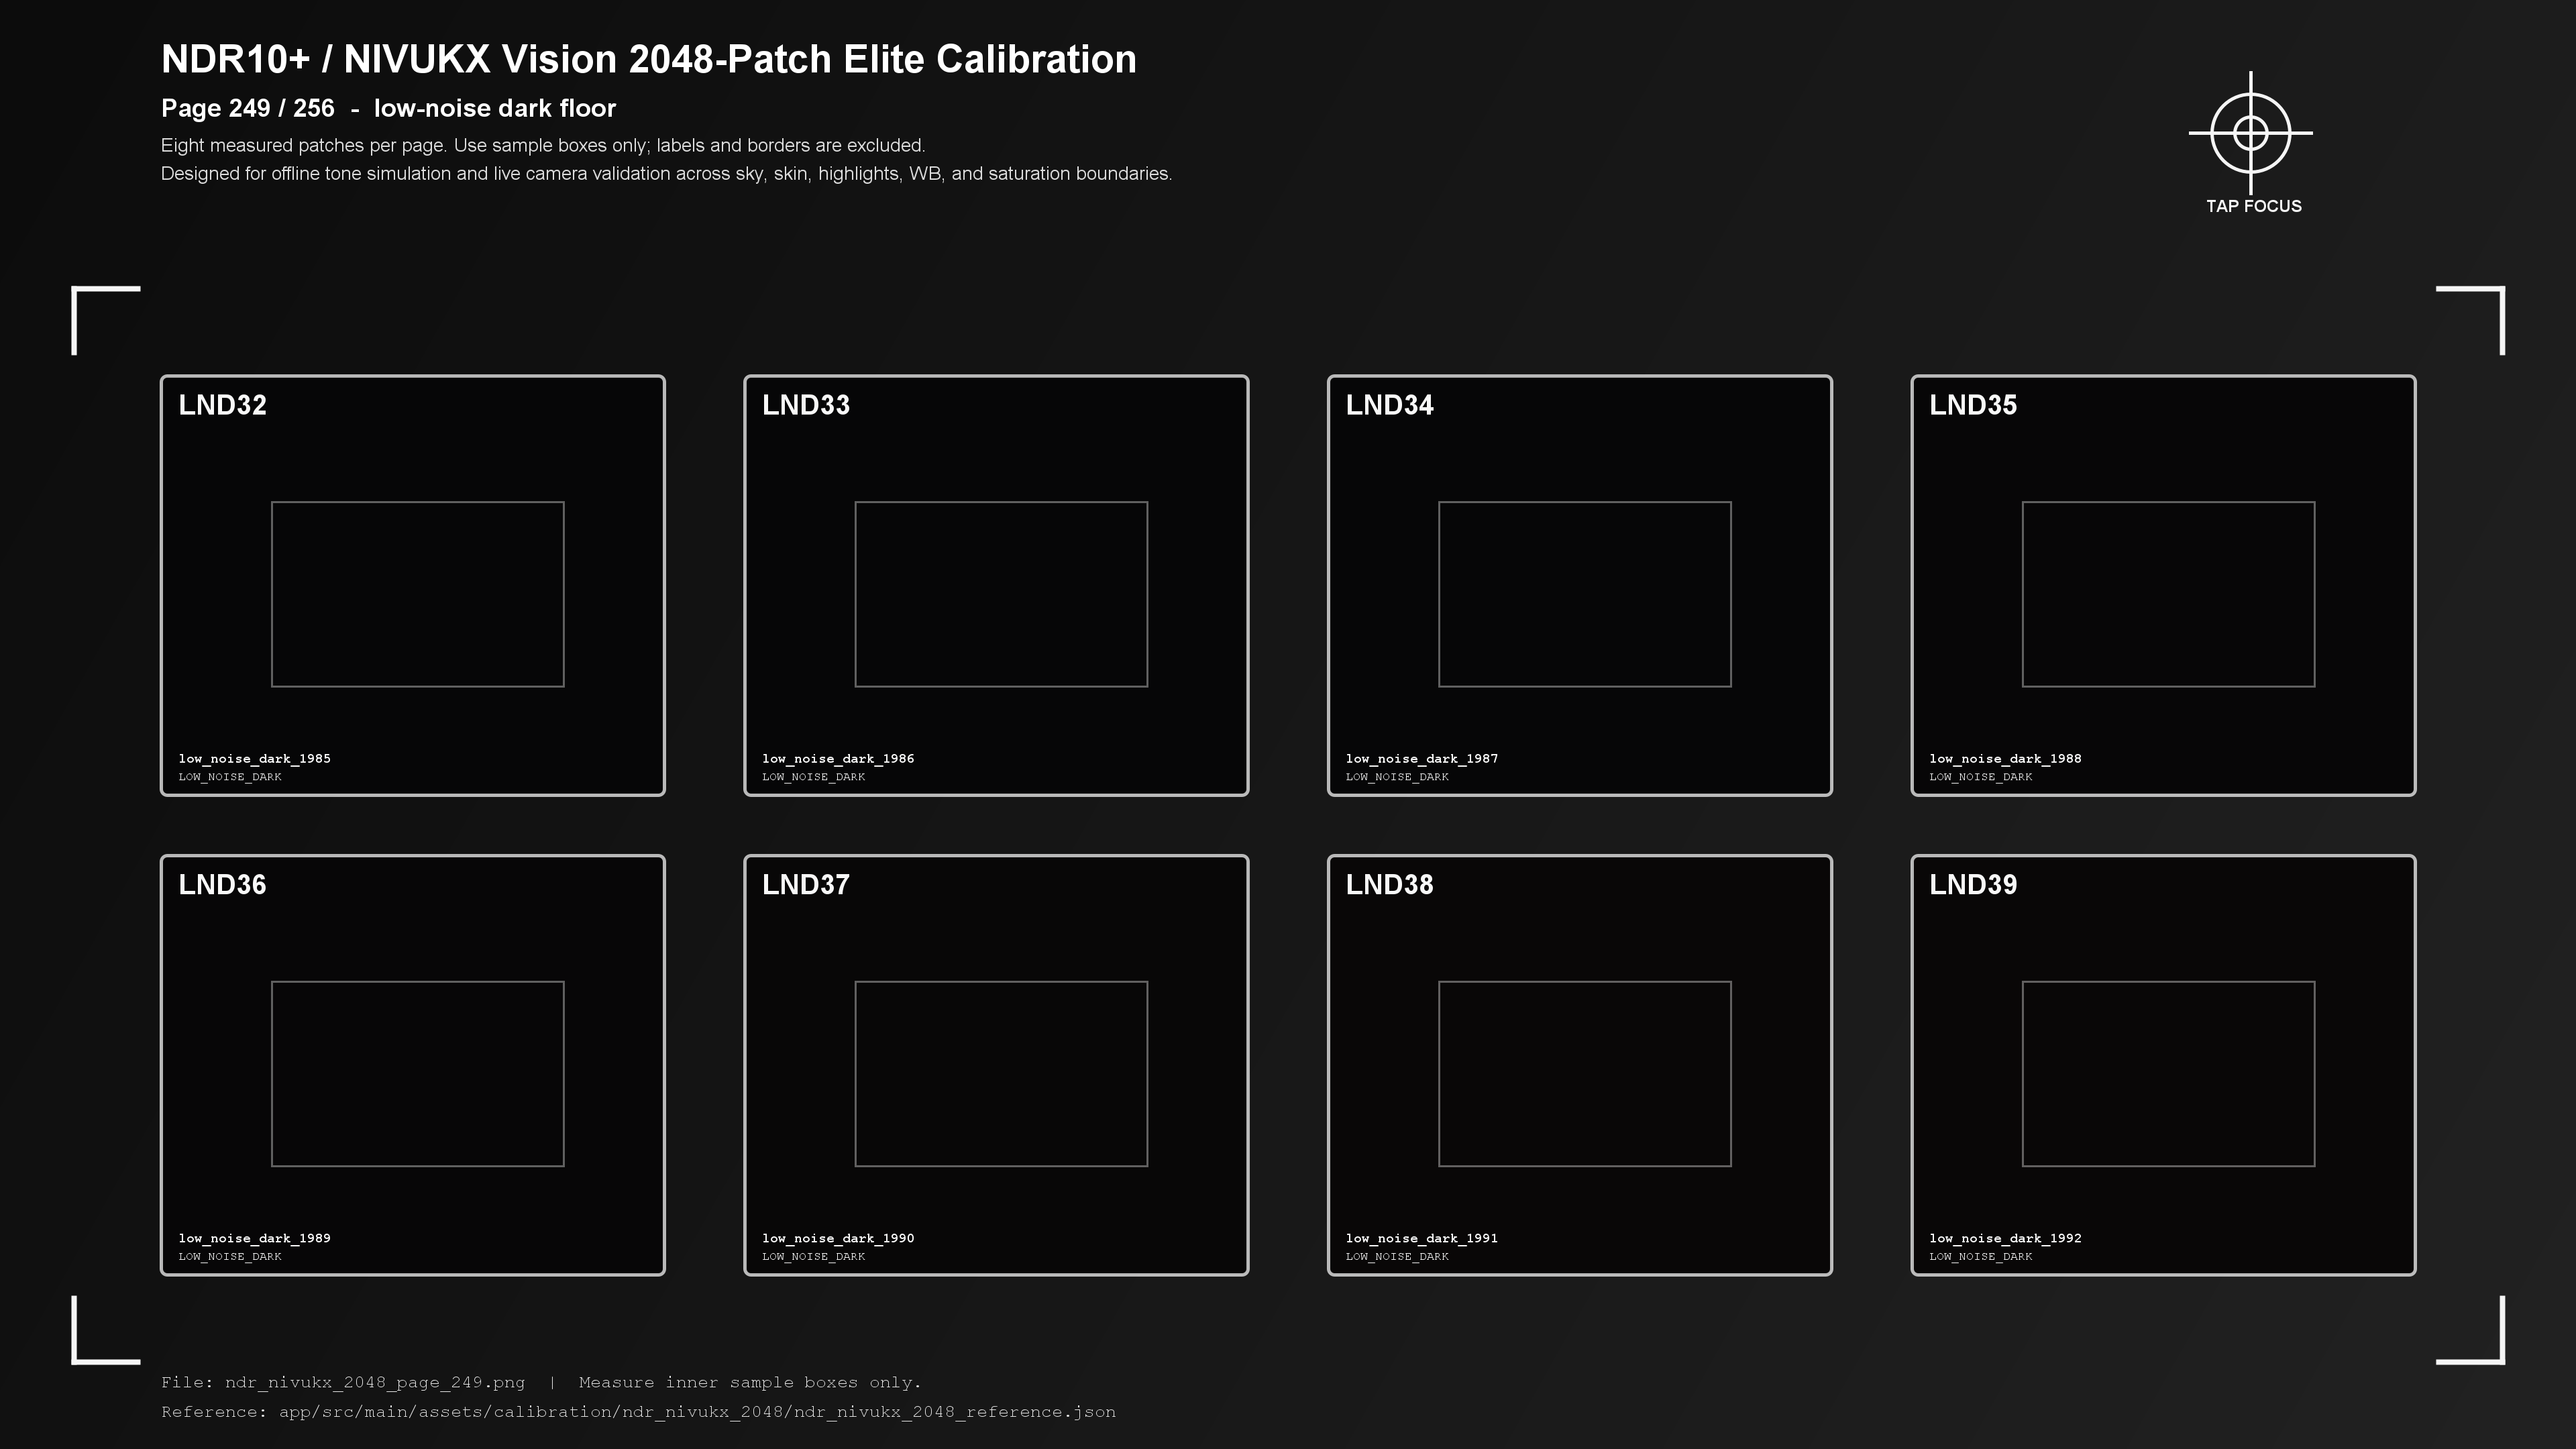 NDR10+ / NIVUKX Vision 2048-Patch Elite Calibration
Page 249 / 256 - low-noise dark floor
Eight measured patches per page. Use sample boxes only; labels and borders are excluded.
Designed for offline tone simulation and live camera validation across sky, skin, highlights, WB, and saturation boundaries.
TAP FOCUS
LND32
low_noise_dark_1985
LOW_NOISE_DARK
LND33
low_noise_dark_1986
LOW_NOISE_DARK
LND34
low_noise_dark_1987
LOW_NOISE_DARK
LND35
low_noise_dark_1988
LOW_NOISE_DARK
LND36
low_noise_dark_1989
LOW_NOISE_DARK
LND37
low_noise_dark_1990
LOW_NOISE_DARK
LND38
low_noise_dark_1991
LOW_NOISE_DARK
LND39
low_noise_dark_1992
LOW_NOISE_DARK
File: ndr_nivukx_2048_page_249.png | Measure inner sample boxes only.
Reference: app/src/main/assets/calibration/ndr_nivukx_2048/ndr_nivukx_2048_reference.json